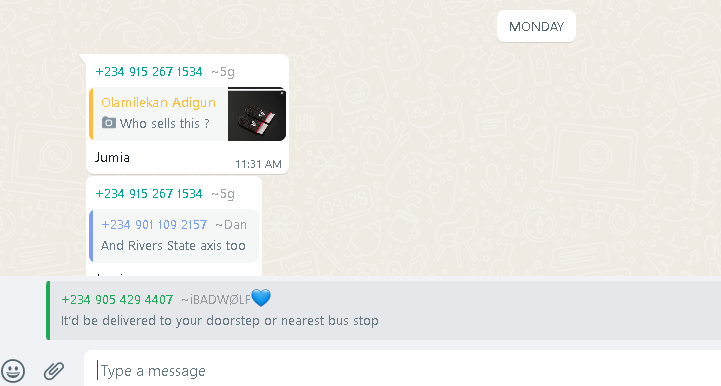 MONDAY
+234 915 267 1534 ~5g
Olamilekan Adigun
Who sells this ?
Jumia
11:31 AM
+234 915 267 1534 ~5g
+234 901 109 2157 ~Dan
And Rivers State axis too
+234 905 429 4407 ~iBADWØLF💙
It'd be delivered to your doorstep or nearest bus stop
Type a message